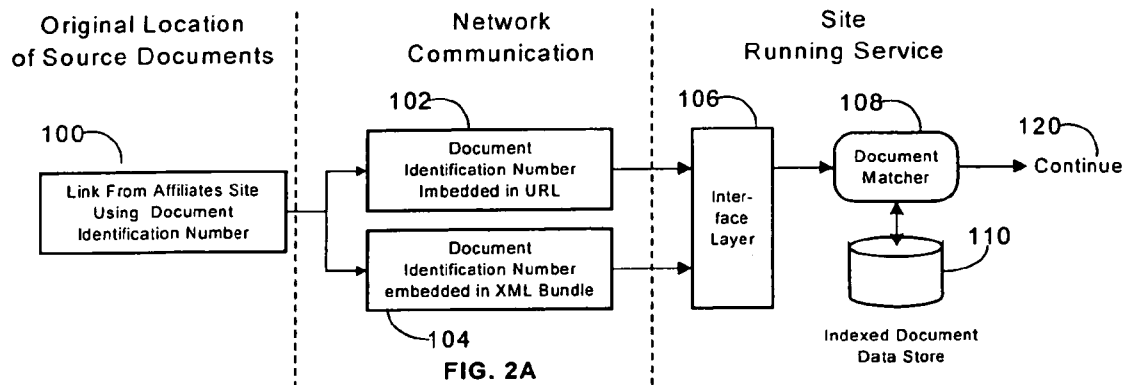 Original Location
of Source Documents
Network
Communication
Site
Running Service
100
Link From Affiliates Site
Using Document
Identification Number
102
Document
Identification Number
Imbedded in URL
Document
Identification Number
embedded in XML Bundle
104
106
Inter-
face
Layer
108
Document
Matcher
120
Continue
110
Indexed Document
Data Store
FIG. 2A